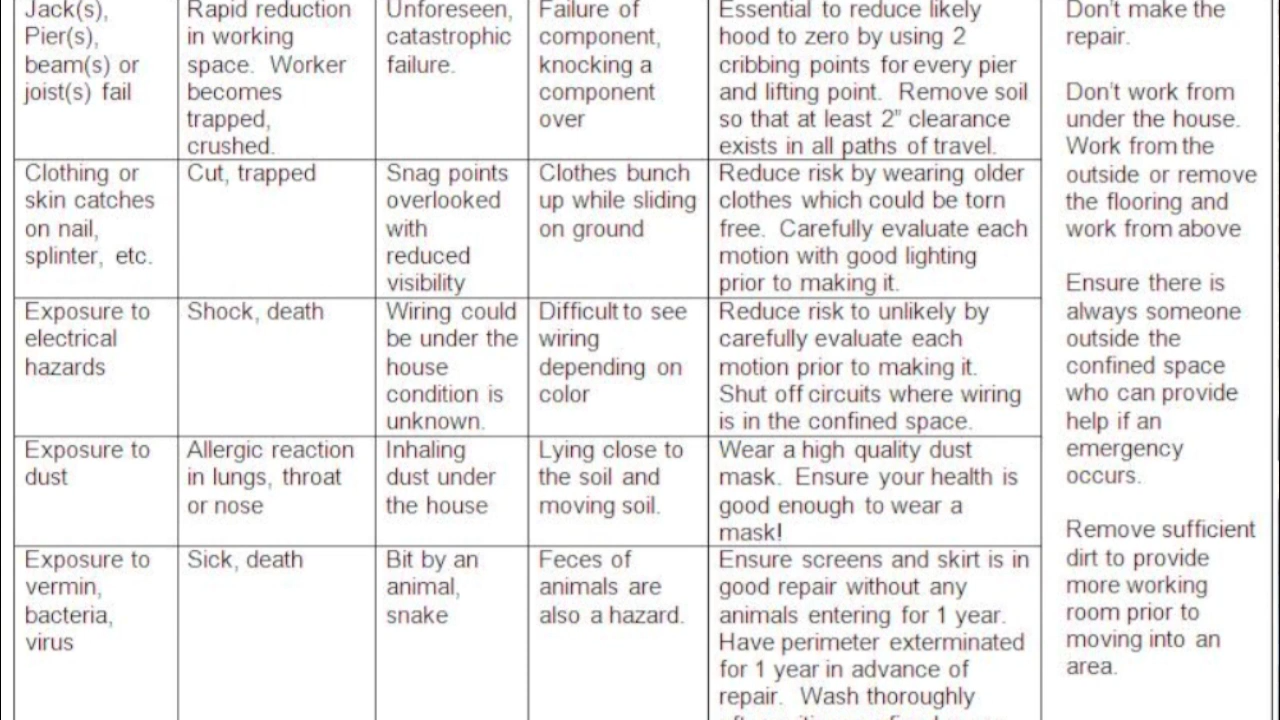 Jack(s),
Pier(s),
beam(s) or
joist(s) fail
Rapid reduction
in working
space. Worker
becomes
trapped,
crushed.
Unforeseen,
catastrophic
failure.
Failure of
component,
knocking a
component
over
Essential to reduce likely
hood to zero by using 2
cribbing points for every pier
and lifting point. Remove soil
so that at least 2" clearance
exists in all paths of travel.
Don't make the
repair.
Don't work from
under the house.
Work from the
outside or remove
the flooring and
work from above
Ensure there is
always someone
outside the
confined space
who can provide
help if an
emergency
occurs.
Remove sufficient
dirt to provide
more working
room prior to
moving into an
area.
Clothing or
skin catches
on nail,
splinter, etc.
Cut, trapped
Snag points
overlooked
with
reduced
visibility
Clothes bunch
up while sliding
on ground
Reduce risk by wearing older
clothes which could be torn
free. Carefully evaluate each
motion with good lighting
prior to making it.
Exposure to
electrical
hazards
Shock, death
Wiring could
be under the
house
condition is
unknown.
Difficult to see
wiring
depending on
color
Reduce risk to unlikely by
carefully evaluate each
motion prior to making it.
Shut off circuits where wiring
is in the confined space.
Exposure to
dust
Allergic reaction
in lungs, throat
or nose
Inhaling
dust under
the house
Lying close to
the soil and
moving soil.
Wear a high quality dust
mask. Ensure your health is
good enough to wear a
mask!
Exposure to
vermin,
bacteria,
virus
Sick, death
Bit by an
animal,
snake
Feces of
animals are
also a hazard.
Ensure screens and skirt is in
good repair without any
animals entering for 1 year.
Have perimeter exterminated
for 1 year in advance of
repair. Wash thoroughly